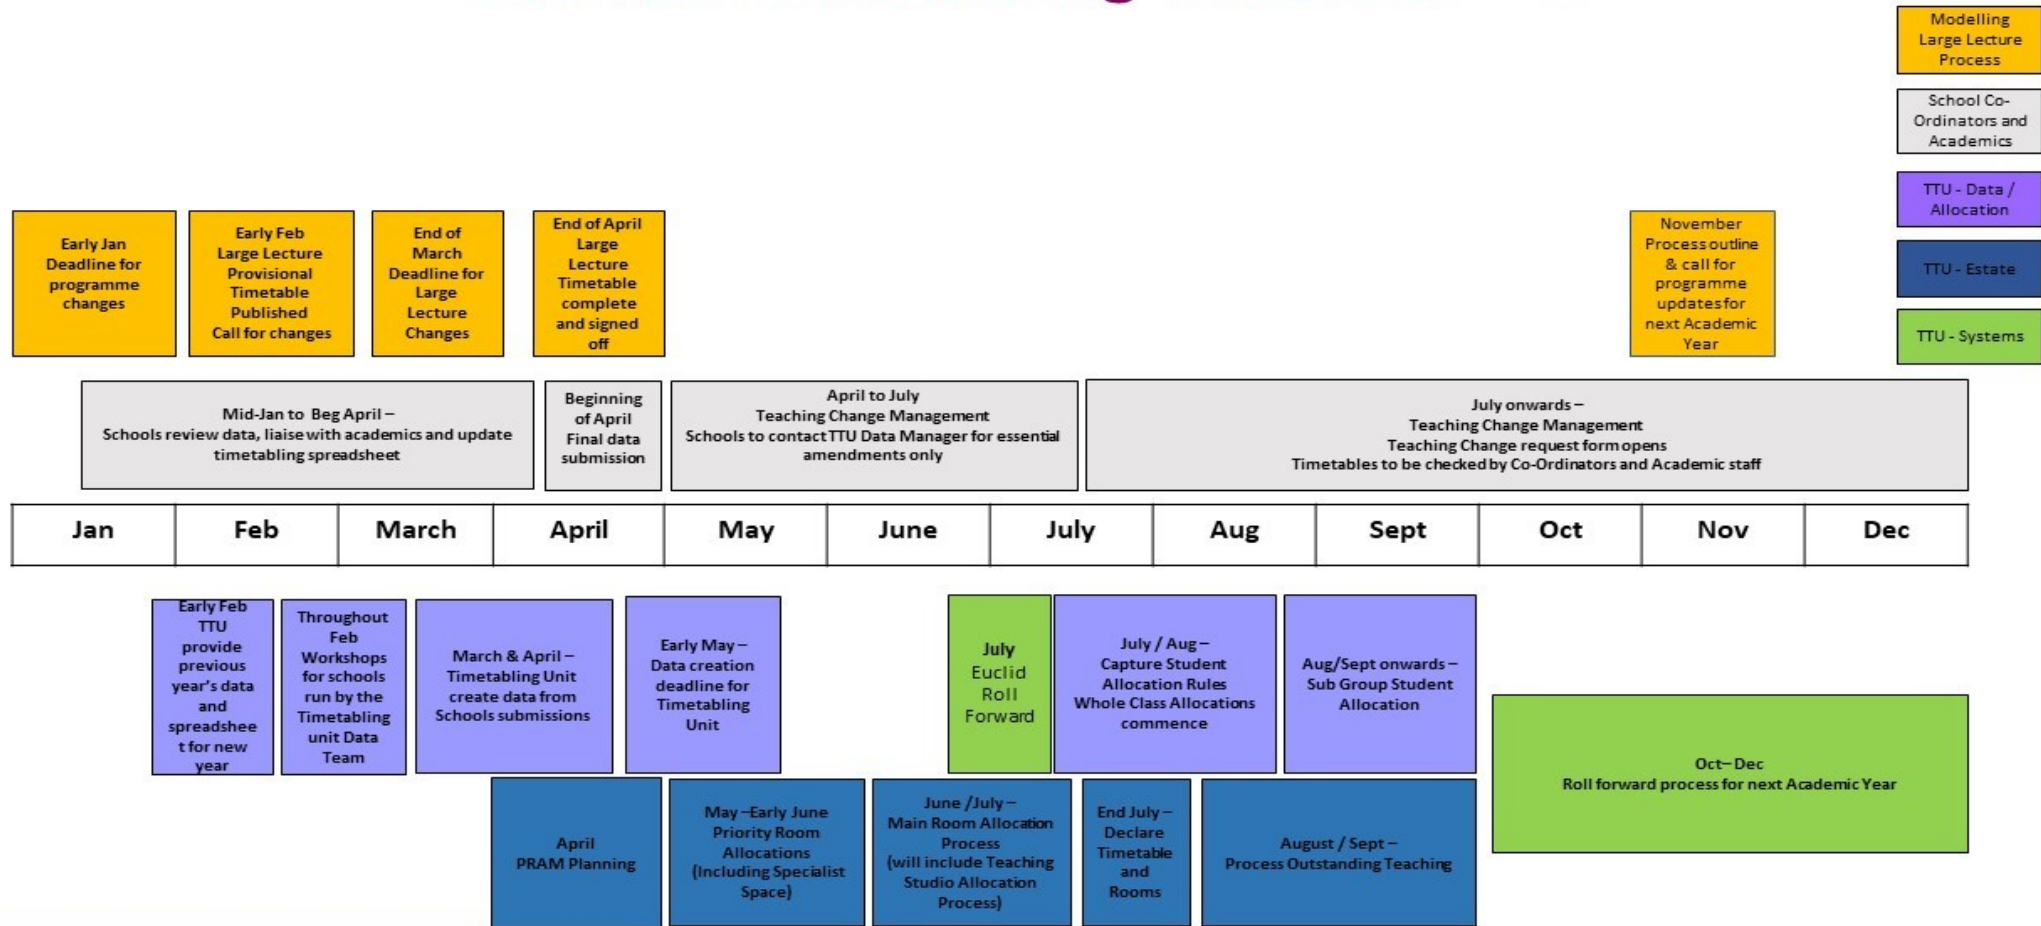 Modelling
Large Lecture
Process
School Co-
Ordinators and
Academics
TTU - Data /
Allocation
TTU - Estate
TTU - Systems
Early Jan
Deadline for
programme
changes
Early Feb
Large Lecture
Provisional
Timetable
Published
Call for changes
End of
March
Deadline for
Large
Lecture
Changes
End of April
Large
Lecture
Timetable
complete
and signed
off
November
Process outline
& call for
programme
updates for
next Academic
Year
Mid-Jan to Beg April –
Schools review data, liaise with academics and update
timetabling spreadsheet
Beginning
of April
Final data
submission
April to July
Teaching Change Management
Schools to contact TTU Data Manager for essential
amendments only
July onwards –
Teaching Change Management
Teaching Change request form opens
Timetables to be checked by Co-Ordinators and Academic staff
Jan Feb March April May June July Aug Sept Oct Nov Dec
Early Feb
TTU
provide
previous
year's data
and
spreadshee
t for new
year
Throughout
Feb
Workshops
for schools
run by the
Timetabling
unit Data
Team
March & April –
Timetabling Unit
create data from
Schools submissions
Early May –
Data creation
deadline for
Timetabling
Unit
July
Euclid
Roll
Forward
July / Aug –
Capture Student
Allocation Rules
Whole Class Allocations
commence
Aug/Sept onwards –
Sub Group Student
Allocation
Oct– Dec
Roll forward process for next Academic Year
April
PRAM Planning
May –Early June
Priority Room
Allocations
(Including Specialist
Space)
June /July –
Main Room Allocation
Process
(will include Teaching
Studio Allocation
Process)
End July –
Declare
Timetable
and
Rooms
August / Sept –
Process Outstanding Teaching